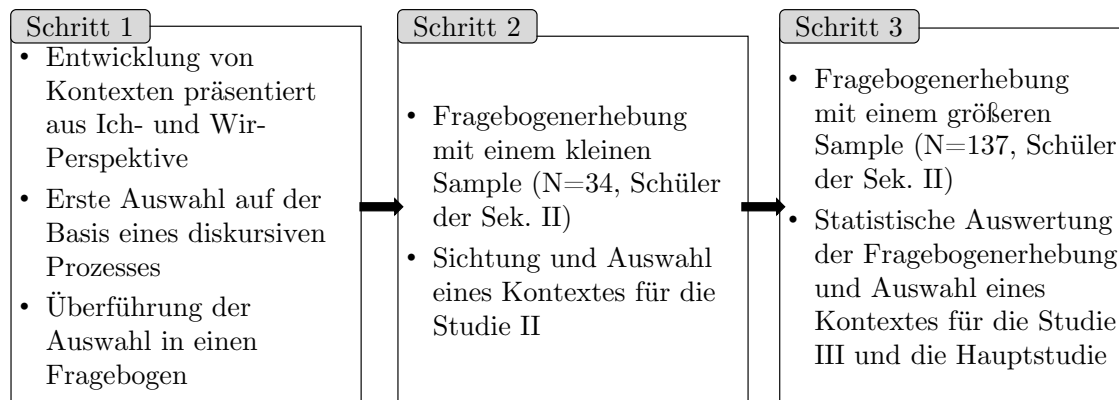 Schritt 1
• Entwicklung von
Kontexten präsentiert
aus Ich- und Wir-
Perspektive
• Erste Auswahl auf der
Basis eines diskursiven
Prozesses
• Überführung der
Auswahl in einen
Fragebogen
Schritt 2
• Fragebogenerhebung
mit einem kleinen
Sample (N=34, Schüler
der Sek. II)
• Sichtung und Auswahl
eines Kontextes für die
Studie II
Schritt 3
• Fragebogenerhebung
mit einem größeren
Sample (N=137, Schüler
der Sek. II)
• Statistische Auswertung
der Fragebogenerhebung
und Auswahl eines
Kontextes für die Studie
III und die Hauptstudie